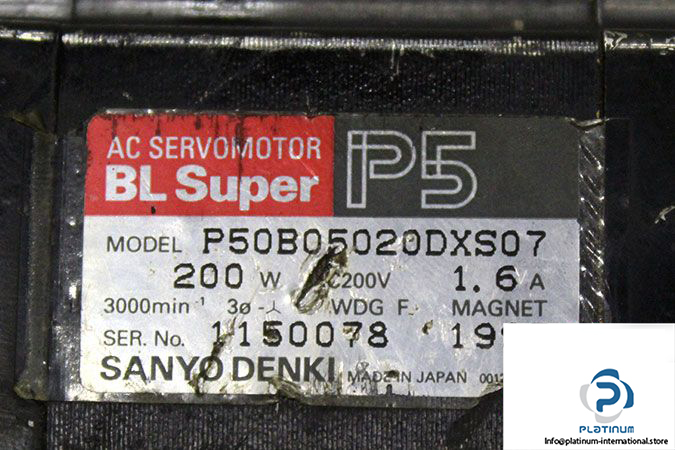 AC SERVOMOTOR
BL Super P5
MODEL P50B05020DXS07
200 W C200V 1.6 A
3000min⁻¹ 3ø WDG F MAGNET
SER. No. 1150078
SANYO DENKI MADE IN JAPAN
PLATINUM
info@platinum-international.store